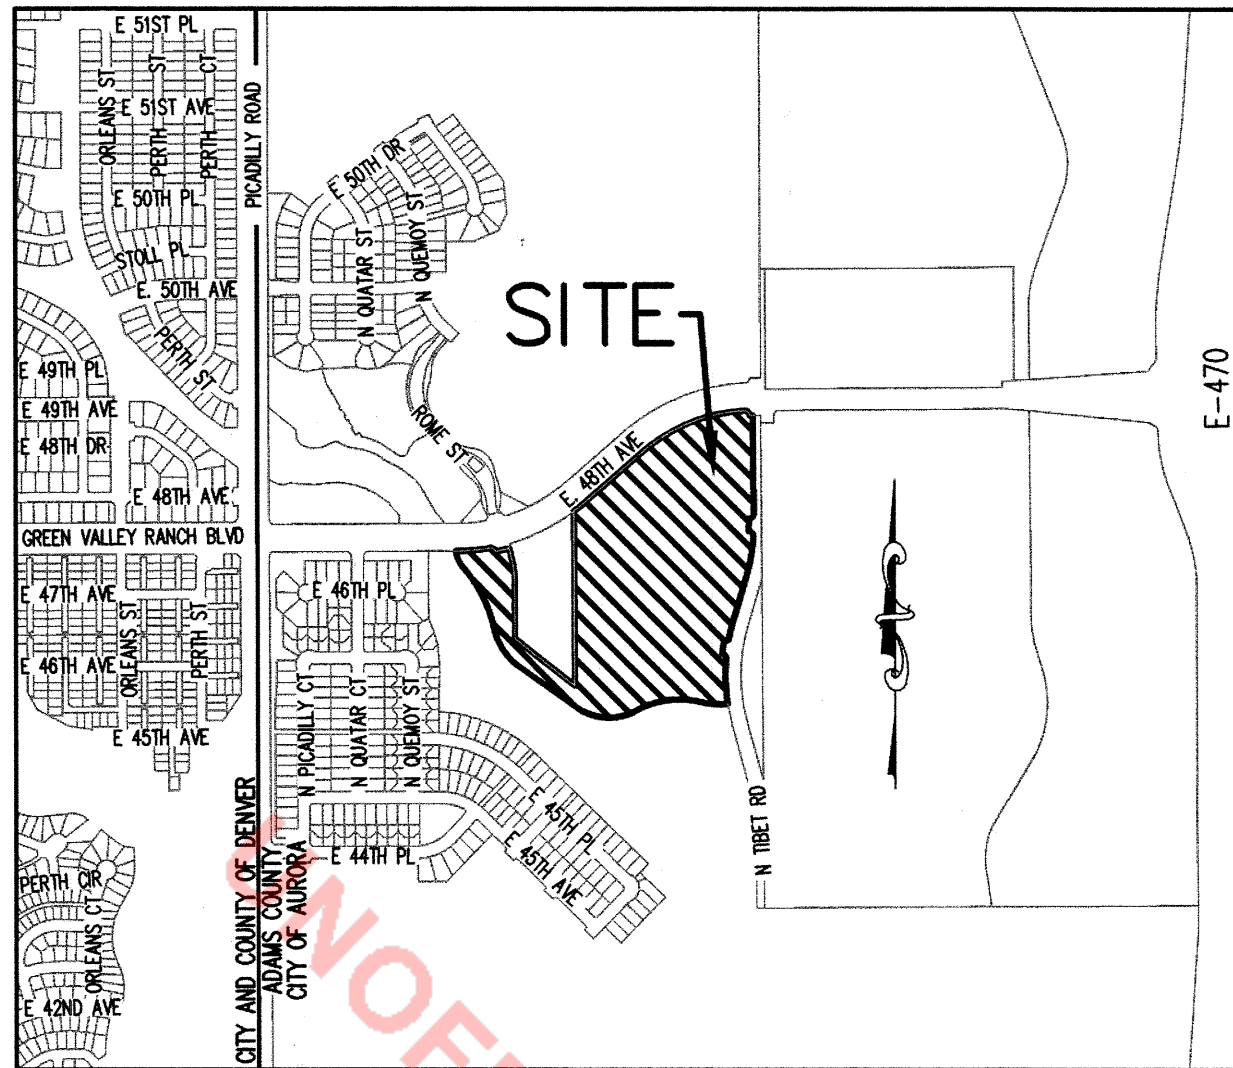 E 51ST PL
ORLEANS ST
PERTH ST
PERTH CT
E 51ST AVE
PICADILLY ROAD
E 50TH PL
STOLL PL
E. 50TH AVE
PERTH ST
E 49TH PL
E 49TH AVE
E 48TH DR
E 48TH AVE
GREEN VALLEY RANCH BLVD
E 47TH AVE
E 46TH AVE
ORLEANS ST
PERTH ST
E 45TH AVE
PERTH CIR
ORLEANS CT
E 42ND AVE
CITY AND COUNTY OF DENVER
ADAMS COUNTY
CITY OF AURORA
E 50TH DR
N QUATAR ST
N QUEMOY ST
ROME ST
SITE
E. 48TH AVE
E 46TH PL
N PICADILLY CT
N QUATAR CT
N QUEMOY ST
E 45TH PL
E 45TH AVE
E 44TH PL
N TIBET RD
E-470